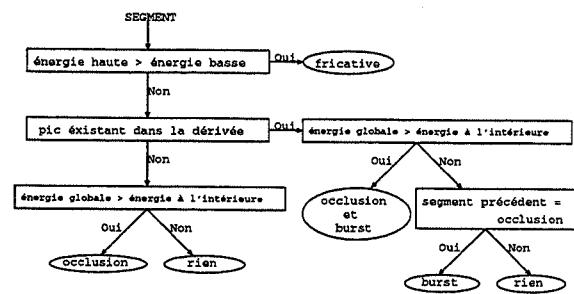 SEGMENT
énergie haute > énergie basse
Oui
fricative
Non
pic éxistant dans la dérivée
Oui
énergie globale > énergie à l'intérieure
Non
Oui
Non
énergie globale > énergie à l'intérieure
occlusion
et
burst
segment précédent =
occlusion
Oui
Non
Oui
Non
occlusion
rien
burst
rien